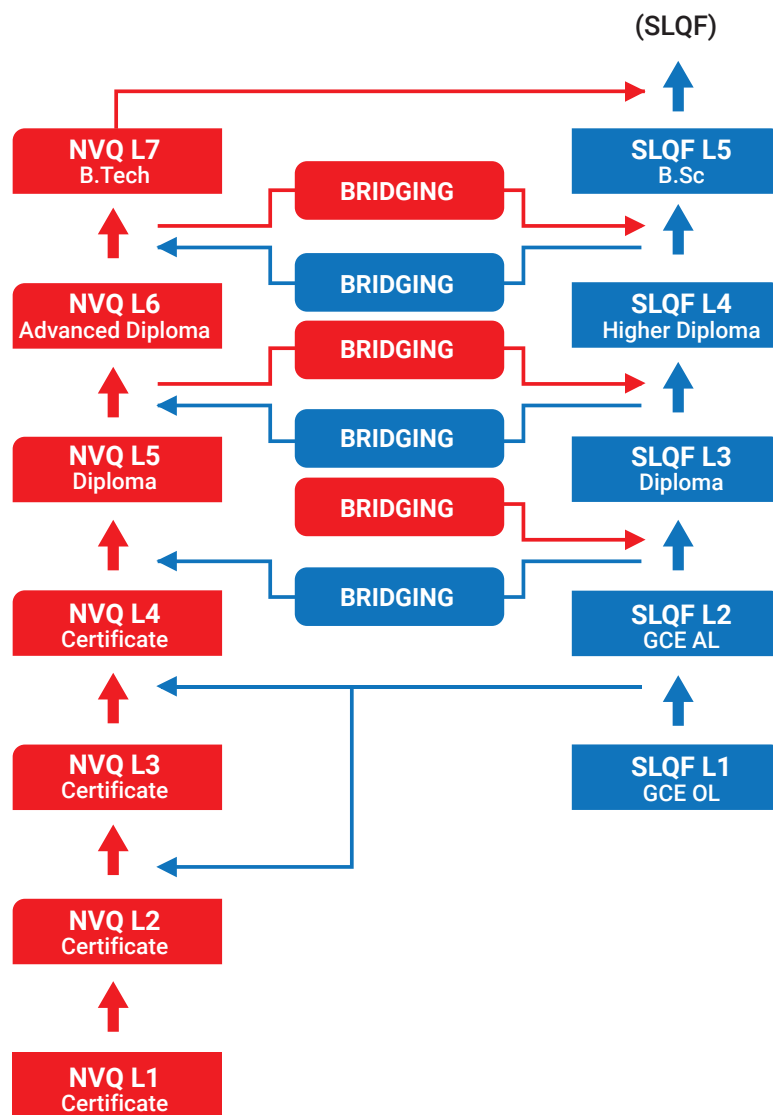 (SLQF)
NVQ L7
B.Tech
SLQF L5
B.Sc
BRIDGING
BRIDGING
NVQ L6
Advanced Diploma
SLQF L4
Higher Diploma
BRIDGING
BRIDGING
NVQ L5
Diploma
SLQF L3
Diploma
BRIDGING
BRIDGING
NVQ L4
Certificate
SLQF L2
GCE AL
NVQ L3
Certificate
SLQF L1
GCE OL
NVQ L2
Certificate
NVQ L1
Certificate